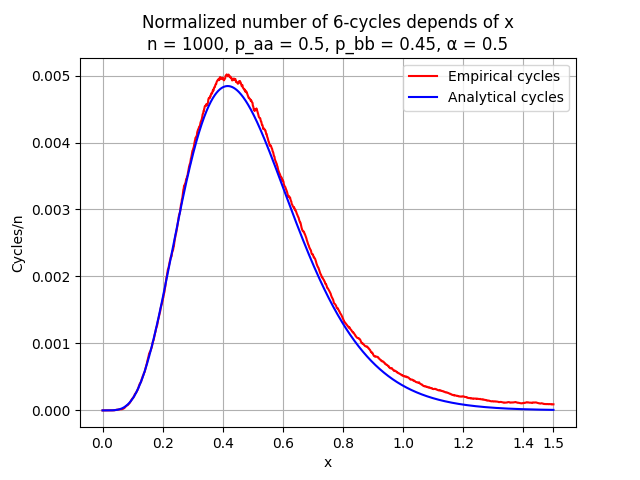 Normalized number of 6-cycles depends of x
n = 1000, p_aa = 0.5, p_bb = 0.45, α = 0.5
Empirical cycles
Analytical cycles
Cycles/n
0.005
0.004
0.003
0.002
0.001
0.000
0.0 0.2 0.4 0.6 0.8 1.0 1.2 1.4 1.5
x